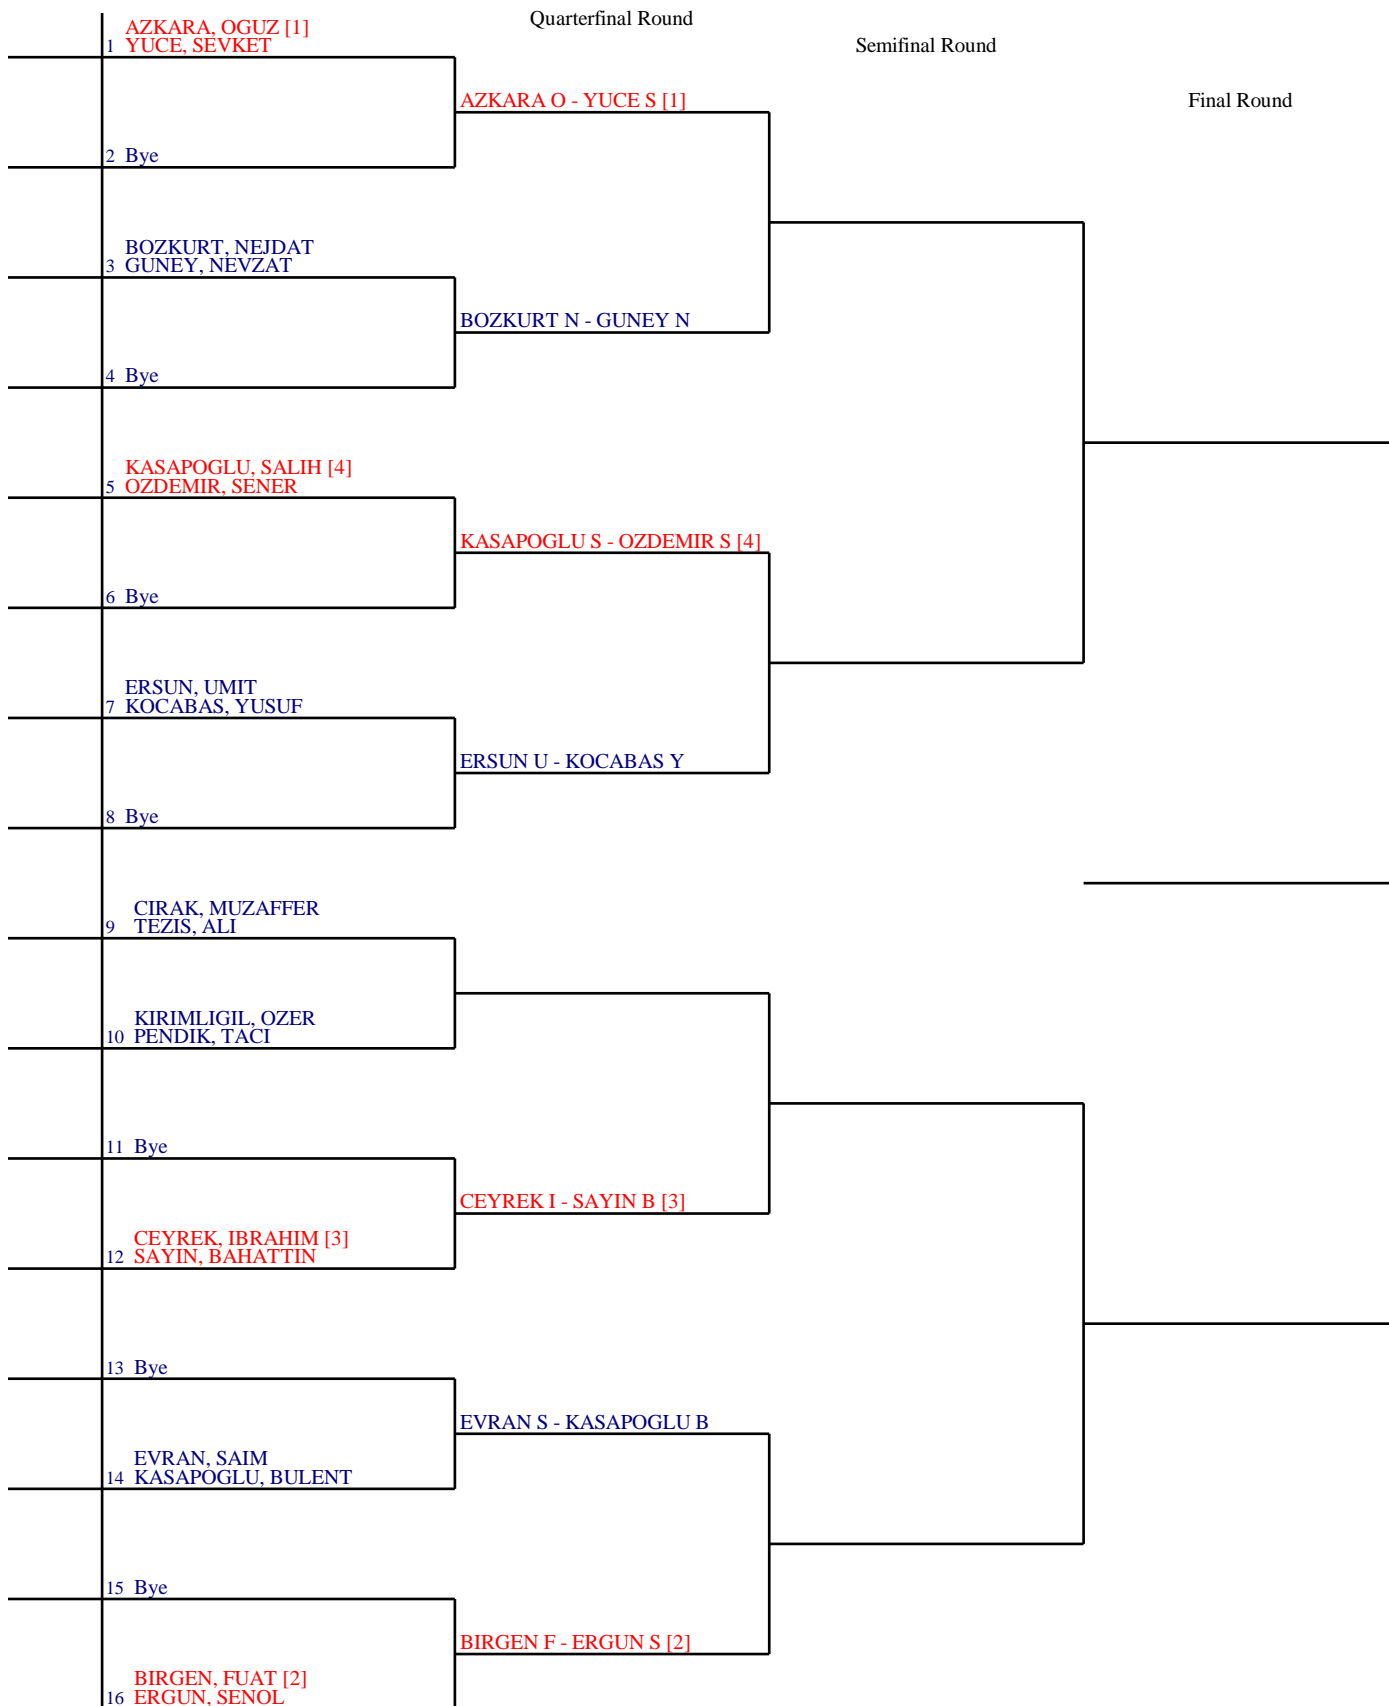 Quarterfinal Round
Semifinal Round
Final Round
AZKARA, OGUZ [1]
1 YUCE, SEVKET
AZKARA O - YUCE S [1]
2 Bye
BOZKURT, NEJDAT
3 GUNEY, NEVZAT
BOZKURT N - GUNEY N
4 Bye
KASAPOGLU, SALIH [4]
5 OZDEMIR, SENER
KASAPOGLU S - OZDEMIR S [4]
6 Bye
ERSUN, UMIT
7 KOCABAS, YUSUF
ERSUN U - KOCABAS Y
8 Bye
CIRAK, MUZAFFER
9 TEZIS, ALI
KIRIMLIGIL, OZER
10 PENDIK, TACI
11 Bye
CEYREK I - SAYIN B [3]
CEYREK, IBRAHIM [3]
12 SAYIN, BAHATTIN
13 Bye
EVRAN S - KASAPOGLU B
EVRAN, SAIM
14 KASAPOGLU, BULENT
15 Bye
BIRGEN F - ERGUN S [2]
BIRGEN, FUAT [2]
16 ERGUN, SENOL